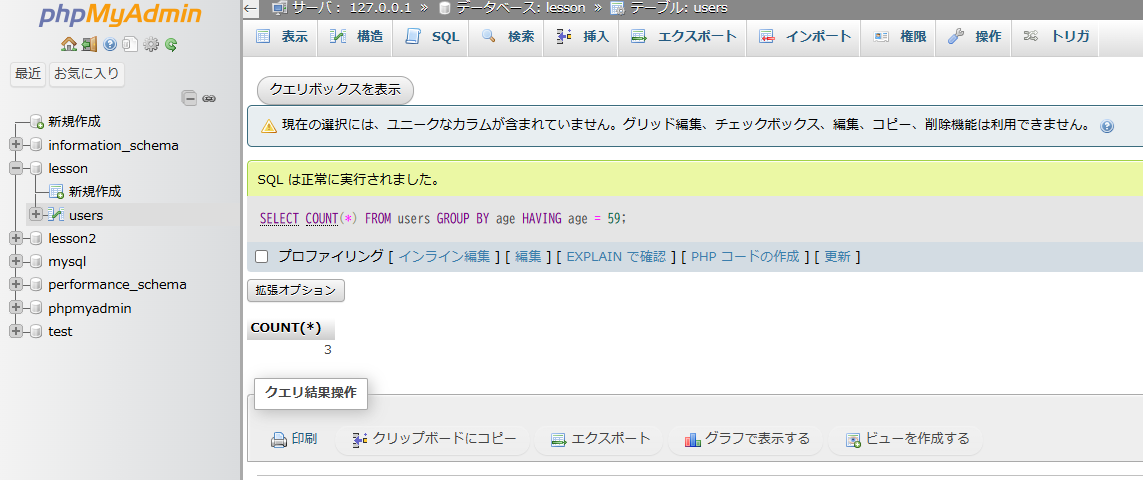 phpMyAdmin
最近 お気に入り
新規作成
information_schema
lesson
新規作成
users
lesson2
mysql
performance_schema
phpmyadmin
test
サーバ: 127.0.0.1 » データベース: lesson » テーブル: users
表示 構造 SQL 検索 挿入 エクスポート インポート 権限 操作 トリガ
クエリボックスを表示
現在の選択には、ユニークなカラムが含まれていません。グリッド編集、チェックボックス、編集、コピー、削除機能は利用できません。
SQL は正常に実行されました。
SELECT COUNT(*) FROM users GROUP BY age HAVING age = 59;
プロファイリング [ インライン編集 ] [ 編集 ] [ EXPLAIN で確認 ] [ PHP コードの作成 ] [ 更新 ]
拡張オプション
COUNT(*)
3
クエリ結果操作
印刷 クリップボードにコピー エクスポート グラフで表示する ビューを作成する